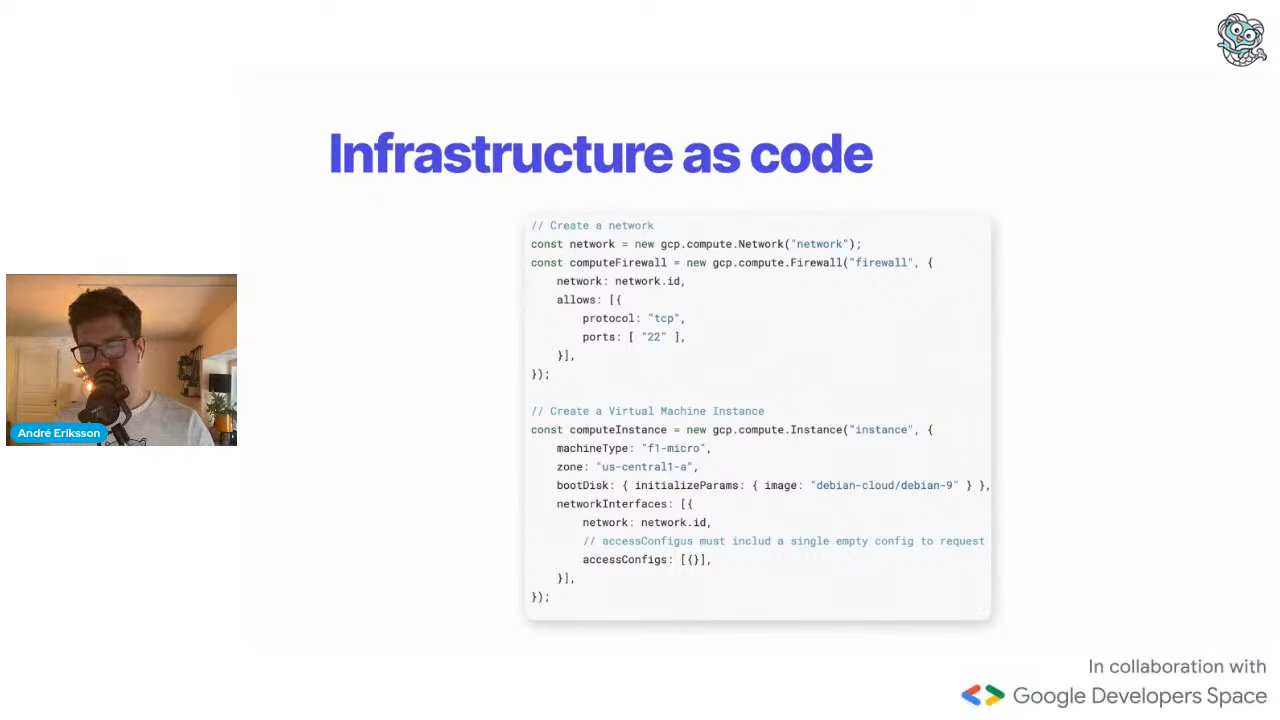 Infrastructure as code
// Create a network
const network = new gcp.compute.Network("network");
const computeFirewall = new gcp.compute.Firewall("firewall", {
    network: network.id,
    allows: [{
        protocol: "tcp",
        ports: [ "22" ],
    }],
});

// Create a Virtual Machine Instance
const computeInstance = new gcp.compute.Instance("instance", {
    machineType: "f1-micro",
    zone: "us-central1-a",
    bootDisk: { initializeParams: { image: "debian-cloud/debian-9" } },
    networkInterfaces: [{
        network: network.id,
        // accessConfigus must includ a single empty config to request
        accessConfigs: [{}],
    }],
});
André Eriksson
In collaboration with
Google Developers Space